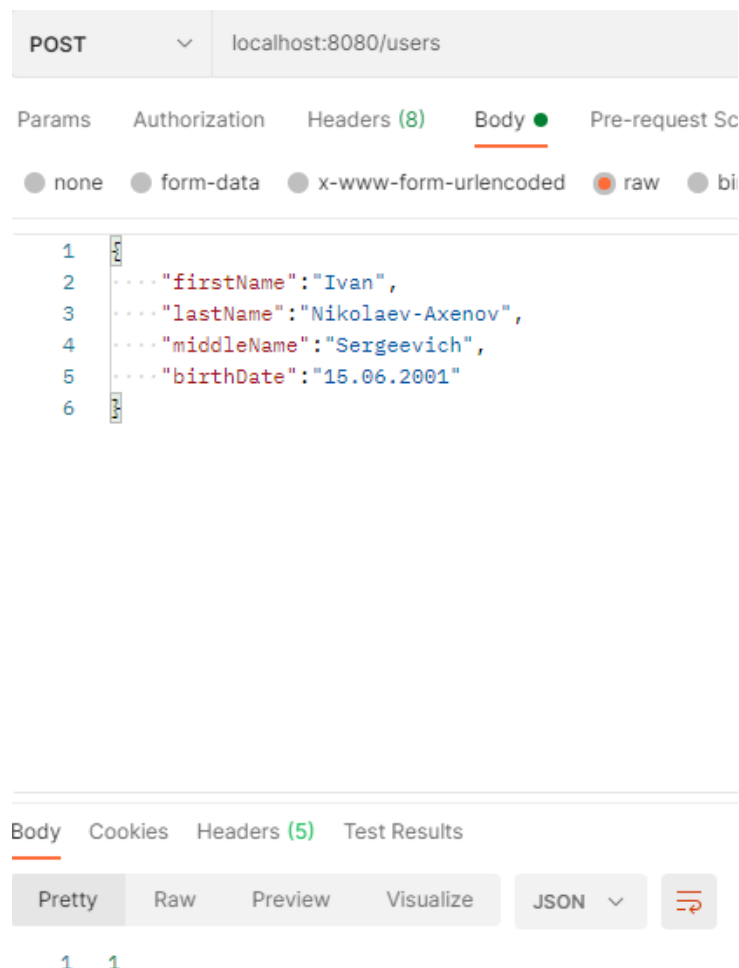 POST localhost:8080/users
Params Authorization Headers (8) Body Pre-request Sc
none form-data x-www-form-urlencoded raw bi
1 {
2 "firstName":"Ivan",
3 "lastName":"Nikolaev-Axenov",
4 "middleName":"Sergeevich",
5 "birthDate":"15.06.2001"
6 }
Body Cookies Headers (5) Test Results
Pretty Raw Preview Visualize JSON
1 1